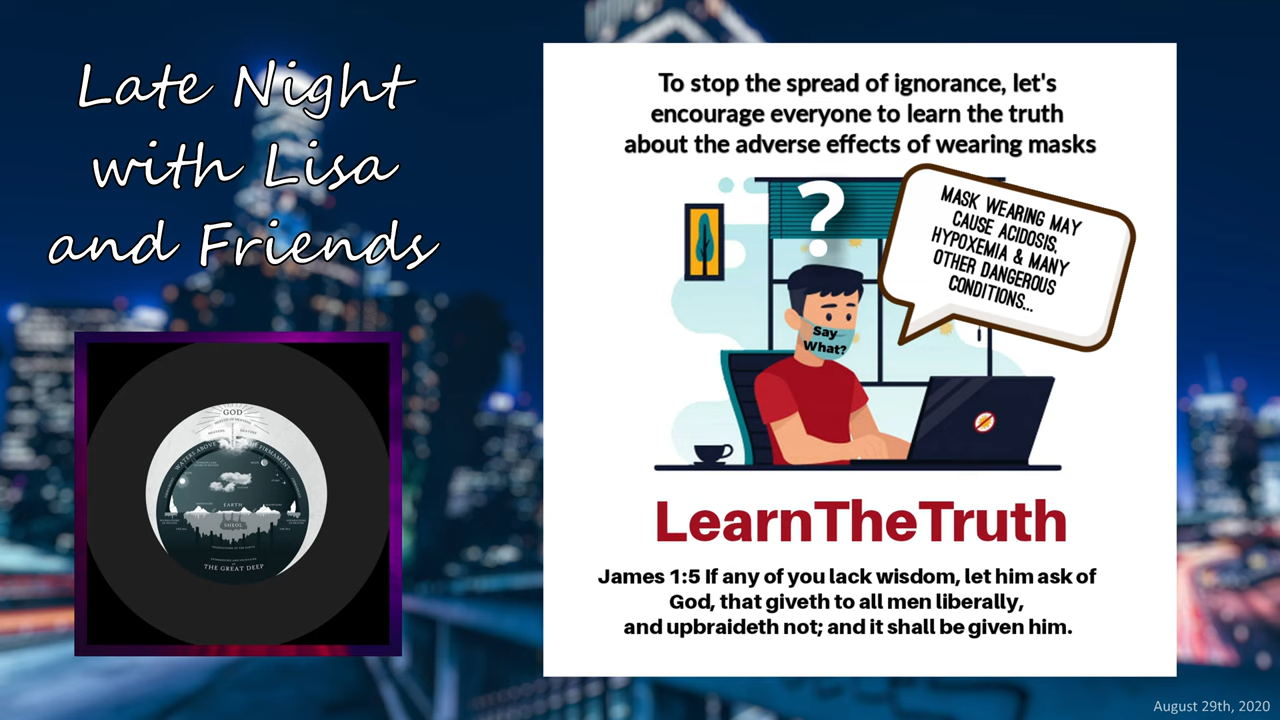 Late Night
with Lisa
and Friends
GOD
WATERS ABOVE THE FIRMAMENT
EARTH
SHEOL
THE GREAT DEEP
To stop the spread of ignorance, let's
encourage everyone to learn the truth
about the adverse effects of wearing masks
?
MASK WEARING MAY
CAUSE ACIDOSIS,
HYPOXEMIA & MANY
OTHER DANGEROUS
CONDITIONS...
Say
What?
LearnTheTruth
James 1:5 If any of you lack wisdom, let him ask of
God, that giveth to all men liberally,
and upbraideth not; and it shall be given him.
August 29th, 2020